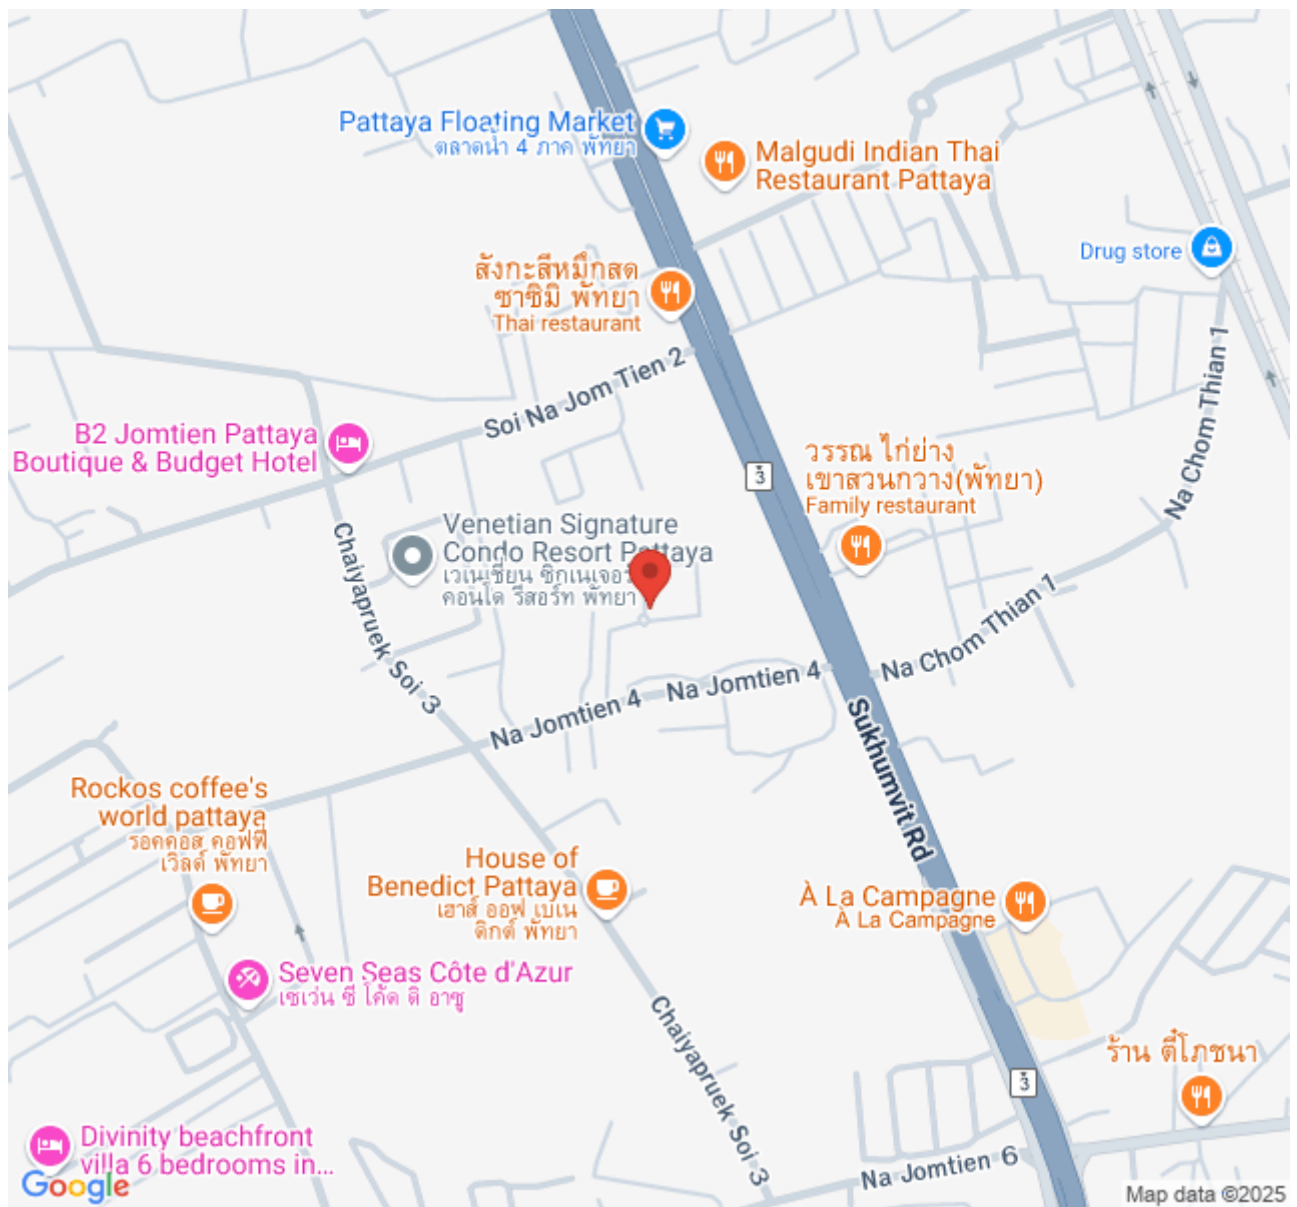 Pattaya Floating Market
ตลาดน้ำ 4 ภาค พัทยา
Malgudi Indian Thai
Restaurant Pattaya
Drug store
สังกะสีหมึกสด
ซาซิมิ พัทยา
Thai restaurant
Soi Na Jom Tien 2
Na Chom Thian 1
B2 Jomtien Pattaya
Boutique & Budget Hotel
วรรณ ไก่ย่าง
เขาสวนกวาง(พัทยา)
Family restaurant
3
Venetian Signature
Condo Resort Pattaya
เวเนเชี่ยน ซิกเนเจอร์
คอนโด รีสอร์ท พัทยา
Chaiyapruek Soi 3
Na Chom Thian 1
Na Jomtien 4
Na Jomtien 4
Sukhumvit Rd
Rockos coffee's
world pattaya
รอคคอส คอฟฟี่
เวิลด์ พัทยา
House of
Benedict Pattaya
เฮาส์ ออฟ เบเน
ดิกต์ พัทยา
À La Campagne
À La Campagne
Seven Seas Côte d'Azur
เซเว่น ซี โค้ด ดิ อาซู
Chaiyapruek Soi 3
ร้าน ตี๋โภชนา
3
Divinity beachfront
villa 6 bedrooms in...
Na Jomtien 6
Google
Map data ©2025